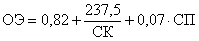 ОЭ = 0,82 + 237,5/СК + 0,07 · СП